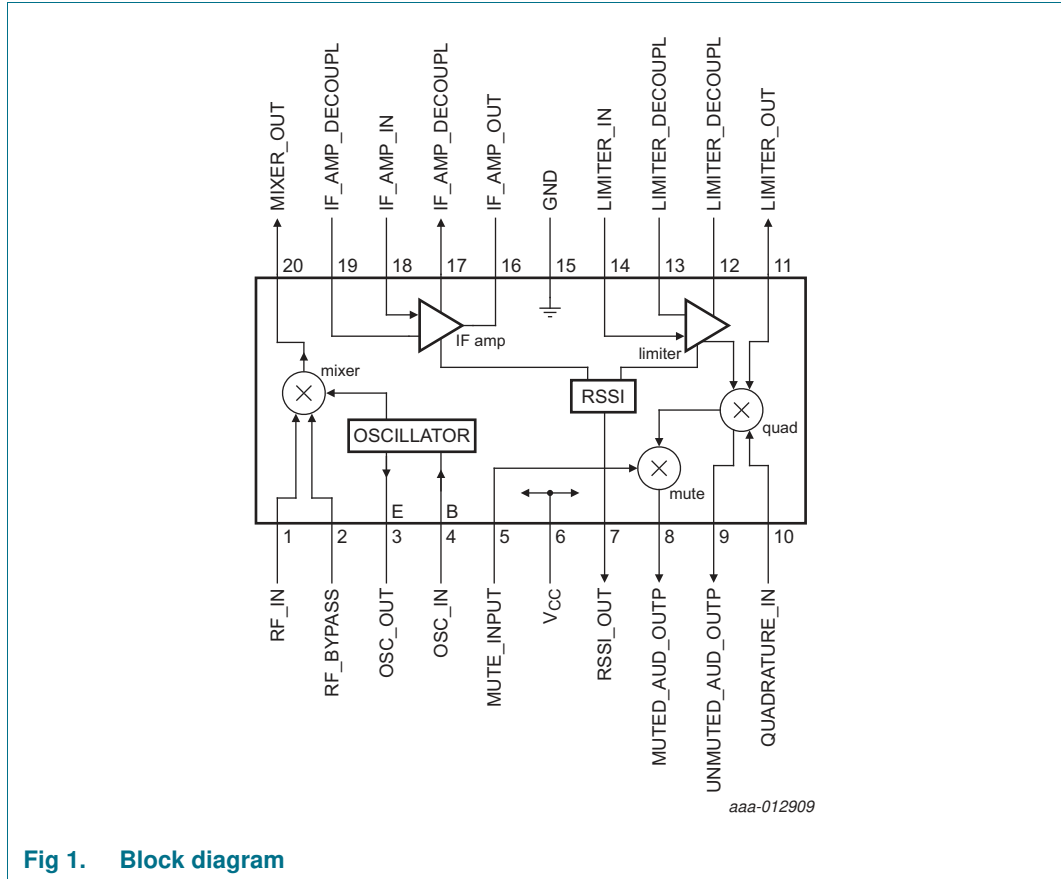 MIXER_OUT
IF_AMP_DECOUPL
IF_AMP_IN
IF_AMP_DECOUPL
IF_AMP_OUT
GND
LIMITER_IN
LIMITER_DECOUPL
LIMITER_DECOUPL
LIMITER_OUT
20 19 18 17 16 15 14 13 12 11
IF amp
limiter
mixer
RSSI
quad
OSCILLATOR
mute
E B
1 2 3 4 5 6 7 8 9 10
RF_IN
RF_BYPASS
OSC_OUT
OSC_IN
MUTE_INPUT
VCC
RSSI_OUT
MUTED_AUD_OUTP
UNMUTED_AUD_OUTP
QUADRATURE_IN
aaa-012909
Fig 1. Block diagram